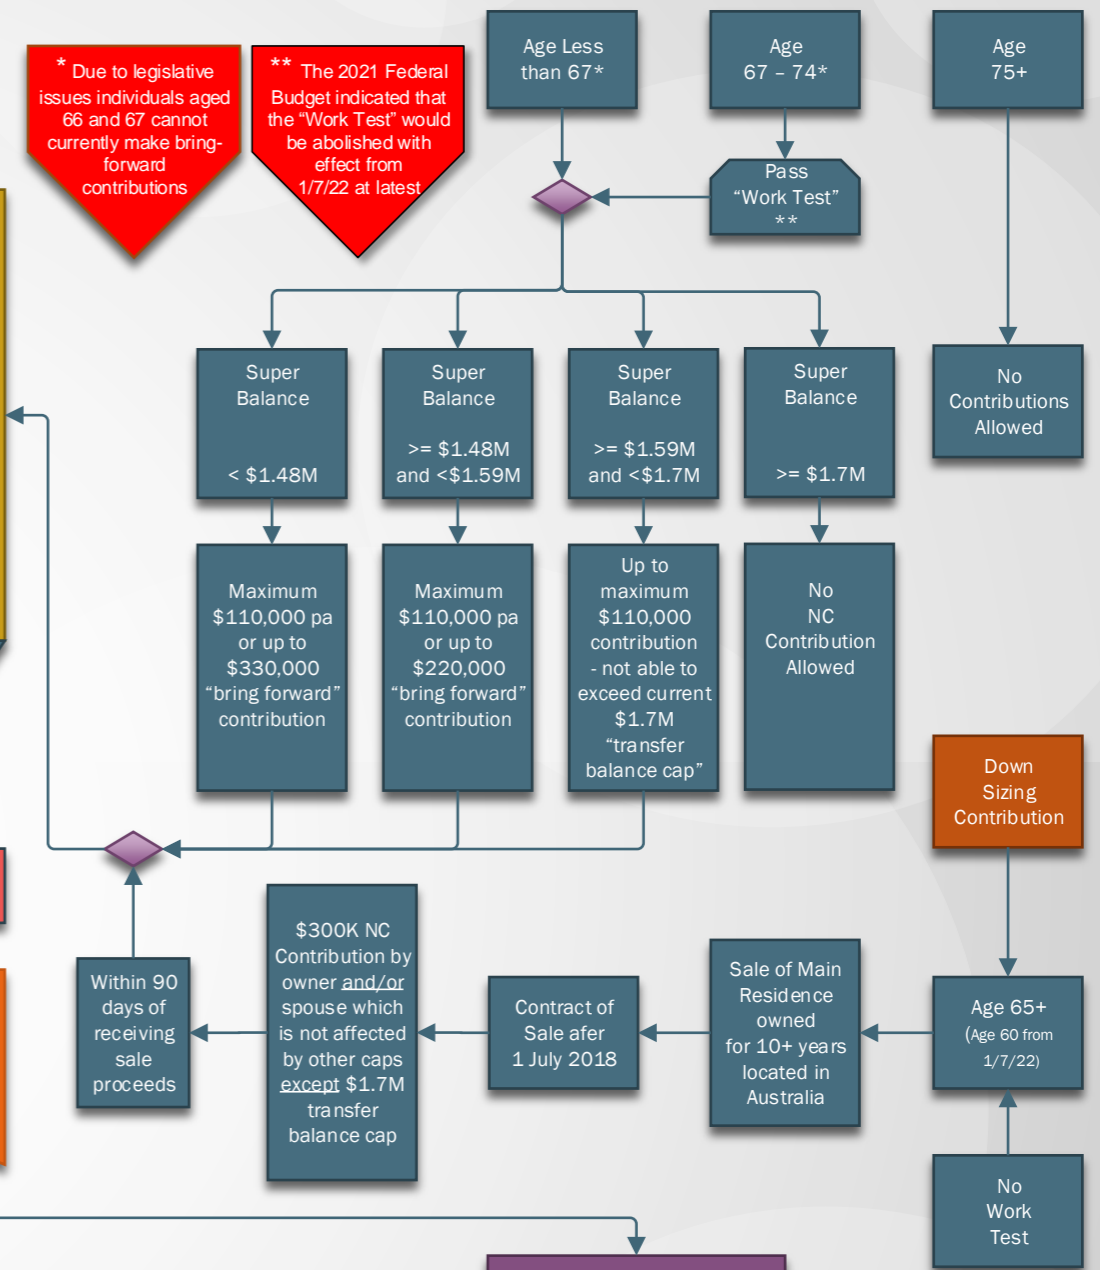 * Due to legislative
issues individuals aged
66 and 67 cannot
currently make bring-
forward
contributions
** The 2021 Federal
Budget indicated that
the “Work Test” would
be abolished with
effect from
1/7/22 at latest
Age Less
than 67*
Age
67 – 74*
Age
75+
Pass
“Work Test”
**
Super
Balance
< $1.48M
Super
Balance
>= $1.48M
and <$1.59M
Super
Balance
>= $1.59M
and <$1.7M
Super
Balance
>= $1.7M
No
Contributions
Allowed
Maximum
$110,000 pa
or up to
$330,000
“bring forward”
contribution
Maximum
$110,000 pa
or up to
$220,000
“bring forward”
contribution
Up to
maximum
$110,000
contribution
- not able to
exceed current
$1.7M
“transfer
balance cap”
No
NC
Contribution
Allowed
Down
Sizing
Contribution
Within 90
days of
receiving
sale
proceeds
$300K NC
Contribution by
owner and/or
spouse which
is not affected
by other caps
except $1.7M
transfer
balance cap
Contract of
Sale afer
1 July 2018
Sale of Main
Residence
owned
for 10+ years
located in
Australia
Age 65+
(Age 60 from
1/7/22)
No
Work
Test